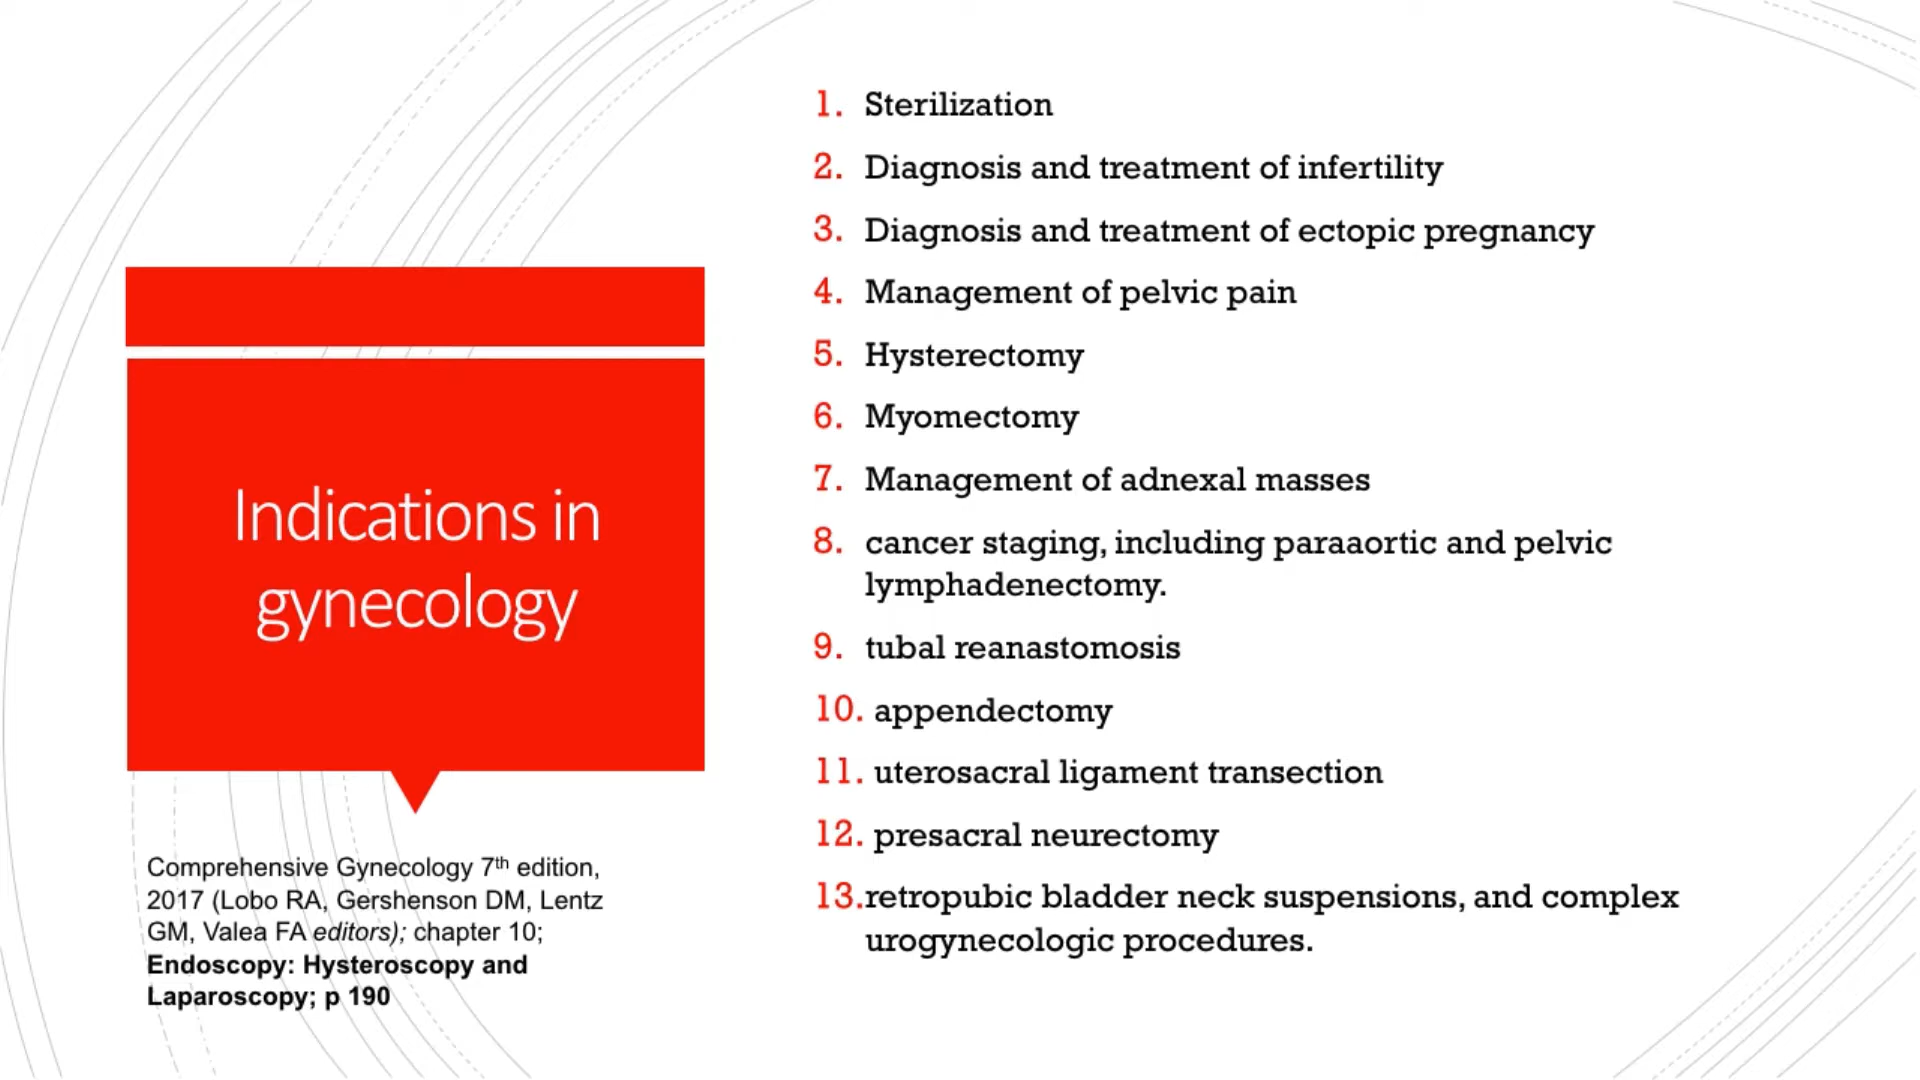 Indications in
gynecology
Comprehensive Gynecology 7th edition,
2017 (Lobo RA, Gershenson DM, Lentz
GM, Valea FA editors); chapter 10;
Endoscopy: Hysteroscopy and
Laparoscopy; p 190
1. Sterilization
2. Diagnosis and treatment of infertility
3. Diagnosis and treatment of ectopic pregnancy
4. Management of pelvic pain
5. Hysterectomy
6. Myomectomy
7. Management of adnexal masses
8. cancer staging, including paraaortic and pelvic
lymphadenectomy.
9. tubal reanastomosis
10. appendectomy
11. uterosacral ligament transection
12. presacral neurectomy
13.retropubic bladder neck suspensions, and complex
urogynecologic procedures.